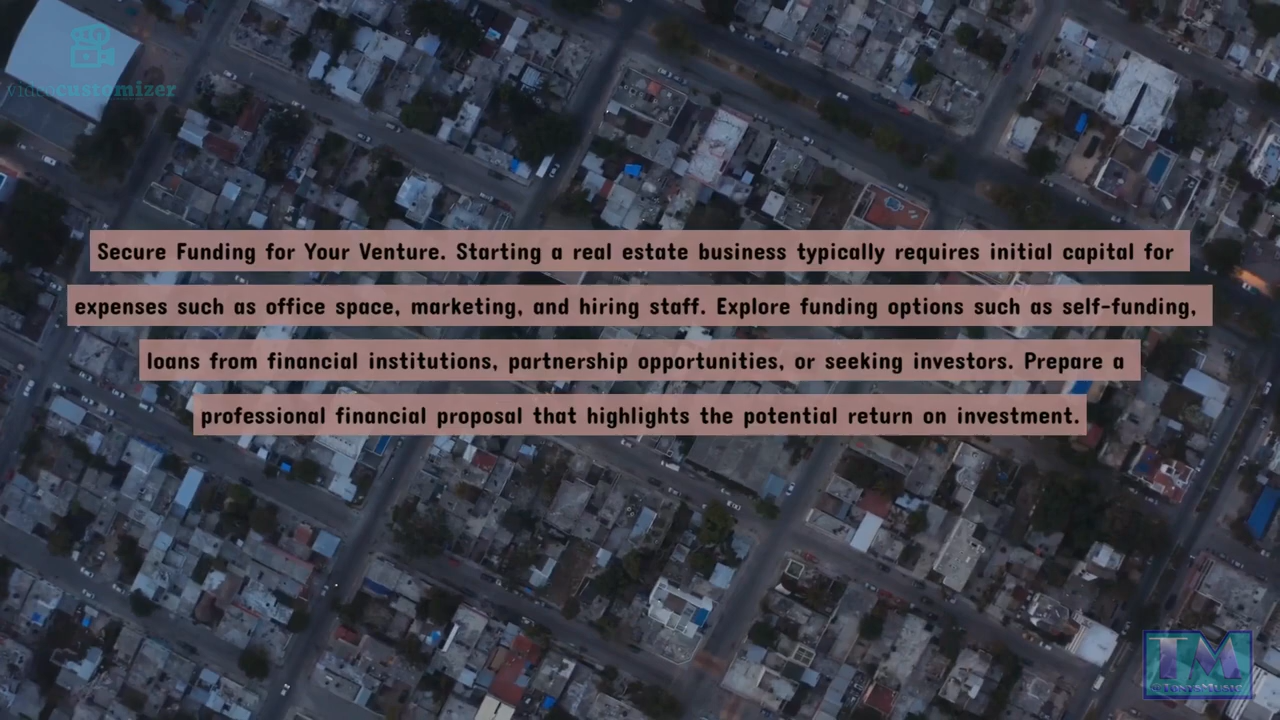 videocustomizer
Secure Funding for Your Venture. Starting a real estate business typically requires initial capital for
expenses such as office space, marketing, and hiring staff. Explore funding options such as self-funding,
loans from financial institutions, partnership opportunities, or seeking investors. Prepare a
professional financial proposal that highlights the potential return on investment.
TM